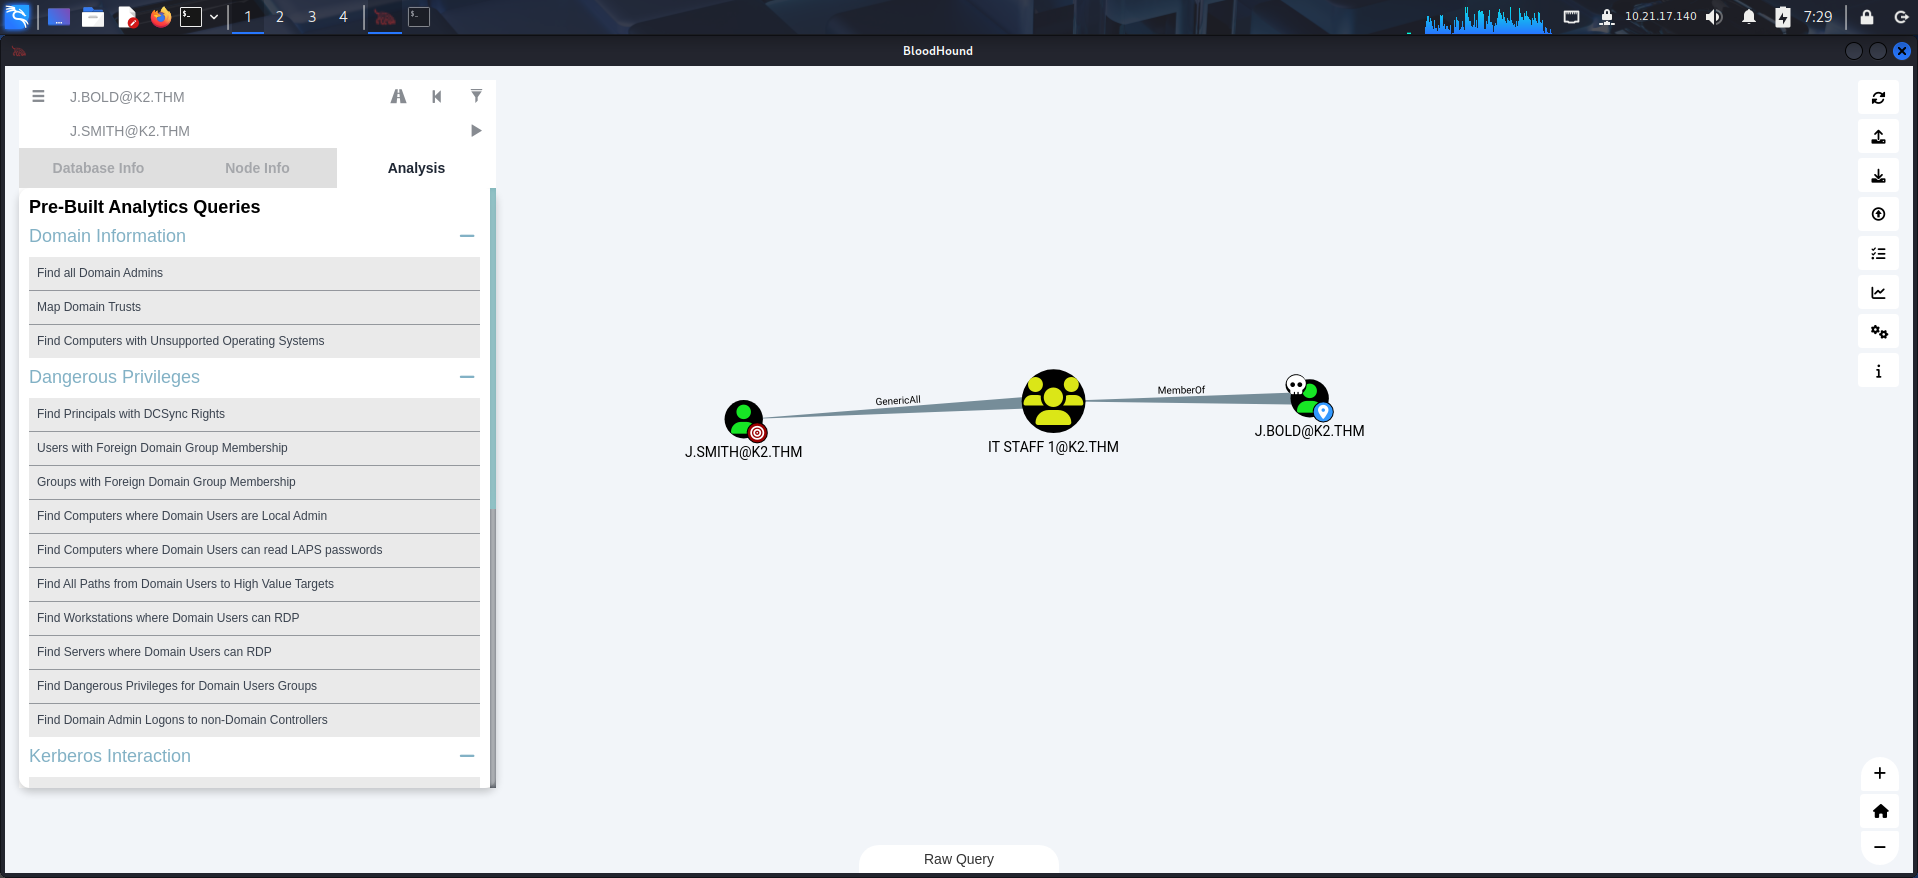 1 2 3 4 10.21.17.140 7:29
BloodHound
J.BOLD@K2.THM
J.SMITH@K2.THM
Database Info Node Info Analysis
Pre-Built Analytics Queries
Domain Information
Find all Domain Admins
Map Domain Trusts
Find Computers with Unsupported Operating Systems
Dangerous Privileges
Find Principals with DCSync Rights
Users with Foreign Domain Group Membership
Groups with Foreign Domain Group Membership
Find Computers where Domain Users are Local Admin
Find Computers where Domain Users can read LAPS passwords
Find All Paths from Domain Users to High Value Targets
Find Workstations where Domain Users can RDP
Find Servers where Domain Users can RDP
Find Dangerous Privileges for Domain Users Groups
Find Domain Admin Logons to non-Domain Controllers
Kerberos Interaction
GenericAll
MemberOf
J.SMITH@K2.THM
IT STAFF 1@K2.THM
J.BOLD@K2.THM
Raw Query